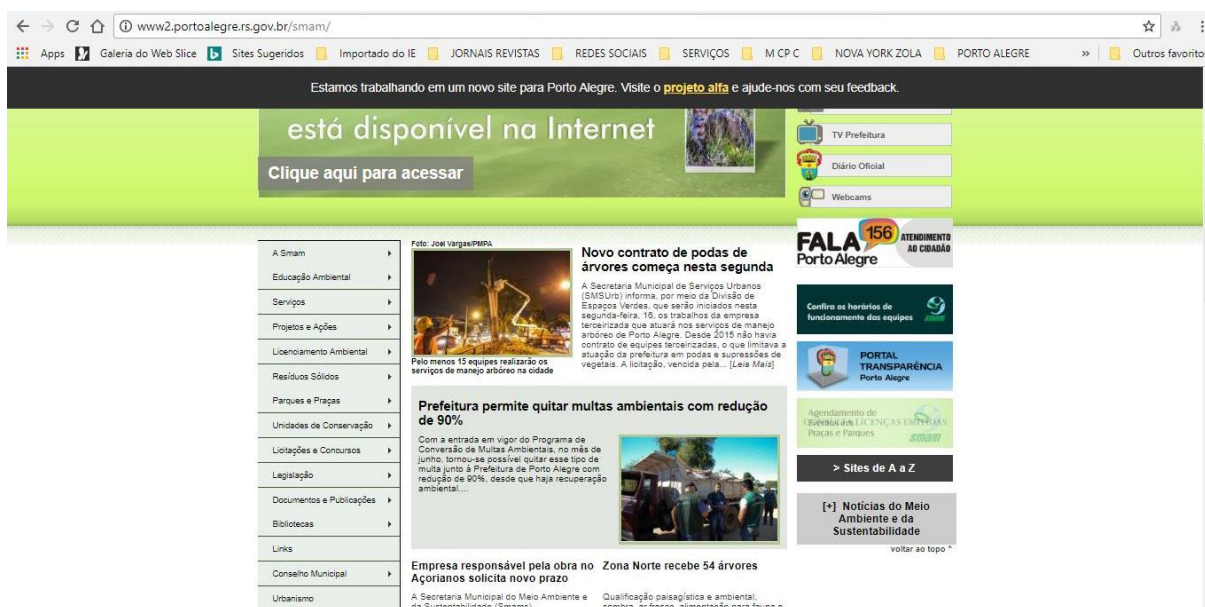 www2.portoalegre.rs.gov.br/smam/
Apps Galeria do Web Slice Sites Sugeridos Importado do IE JORNAIS REVISTAS REDES SOCIAIS SERVIÇOS M CP C NOVA YORK ZOLA PORTO ALEGRE » Outros favorito
Estamos trabalhando em um novo site para Porto Alegre. Visite o projeto alfa e ajude-nos com seu feedback.
está disponível na Internet
Clique aqui para acessar
TV Prefeitura
Diário Oficial
Webcams
A Smam
Educação Ambiental
Serviços
Projetos e Ações
Licenciamento Ambiental
Resíduos Sólidos
Parques e Praças
Unidades de Conservação
Licitações e Concursos
Legislação
Documentos e Publicações
Bibliotecas
Links
Conselho Municipal
Urbanismo
Foto: Joel Vargas/PMPA
Pelo menos 15 equipes realizarão os
serviços de manejo arbóreo na cidade
Novo contrato de podas de
árvores começa nesta segunda
A Secretaria Municipal de Serviços Urbanos
(SMSUrb) informa, por meio da Divisão de
Espaços Verdes, que serão iniciados nesta
segunda-feira, 16, os trabalhos da empresa
terceirizada que atuará nos serviços de manejo
arbóreo de Porto Alegre. Desde 2015 não havia
contrato de equipes terceirizadas, o que limitava a
atuação da prefeitura em podas e supressões de
vegetais. A licitação, vencida pela... [Leia Mais]
Prefeitura permite quitar multas ambientais com redução
de 90%
Com a entrada em vigor do Programa de
Conversão de Multas Ambientais, no mês de
junho, tornou-se possível quitar esse tipo de
multa junto à Prefeitura de Porto Alegre com
redução de 90%, desde que haja recuperação
ambiental....
Empresa responsável pela obra no
Açorianos solicita novo prazo
A Secretaria Municipal do Meio Ambiente e
da Sustentabilidade (Smams)
Zona Norte recebe 54 árvores
Qualificação paisagística e ambiental,
sombra, ar fresco, alimentação para fauna e
FALA 156 ATENDIMENTO
Porto Alegre AO CIDADÃO
Confira os horários de
funcionamento das equipes smam
PORTAL
TRANSPARÊNCIA
Porto Alegre
Agendamento de
Eventos em
Praças e Parques smam
CONSULTA LICENÇAS EMITIDAS
> Sites de A a Z
[+] Notícias do Meio
Ambiente e da
Sustentabilidade
voltar ao topo ^